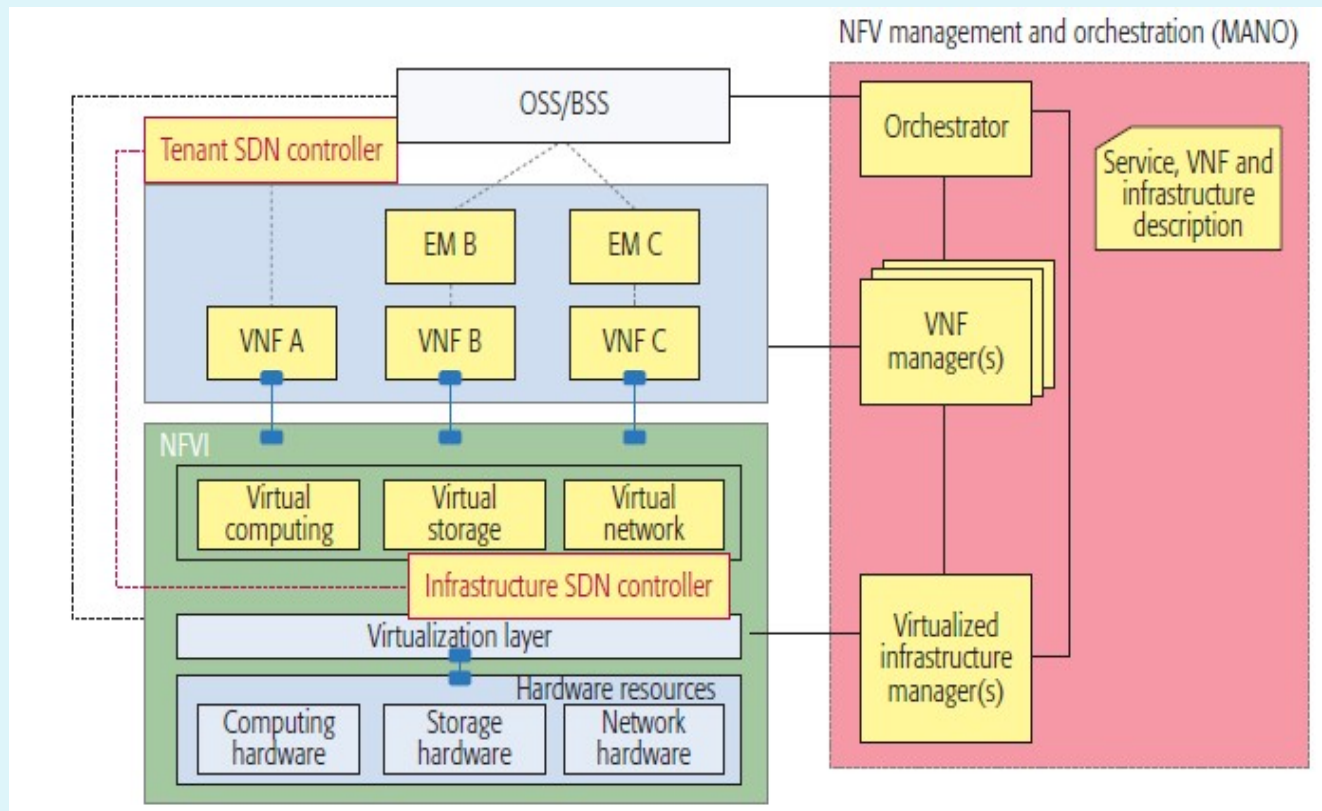 NFV management and orchestration (MANO)
OSS/BSS
Orchestrator
Tenant SDN controller
Service, VNF and
infrastructure
description
EM B
EM C
VNF A
VNF B
VNF C
VNF
manager(s)
NFVI
Virtual
computing
Virtual
storage
Virtual
network
Infrastructure SDN controller
Virtualization layer
Virtualized
infrastructure
manager(s)
Hardware resources
Computing
hardware
Storage
hardware
Network
hardware